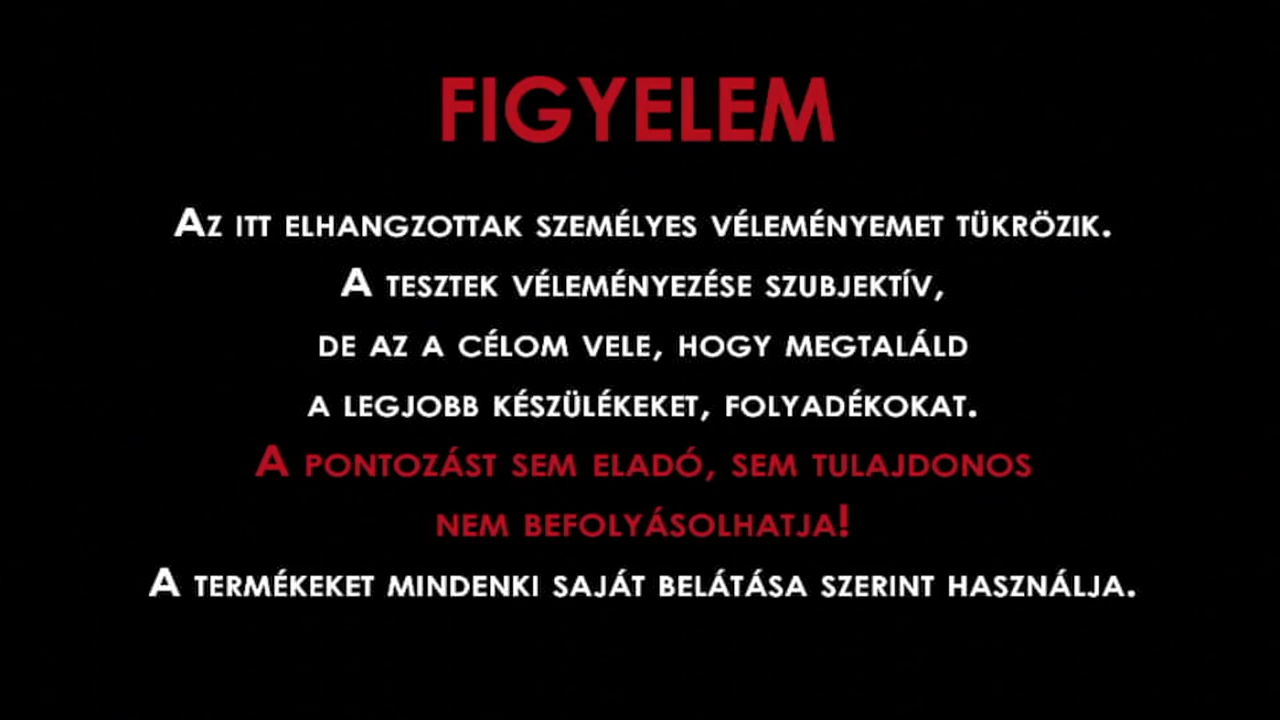 FIGYELEM
Az itt elhangzottak személyes véleményemet tükrözik.
A tesztek véleményezése szubjektív,
de az a célom vele, hogy megtaláld
a legjobb készülékeket, folyadékokat.
A pontozást sem eladó, sem tulajdonos
nem befolyásolhatja!
A termékeket mindenki saját belátása szerint használja.